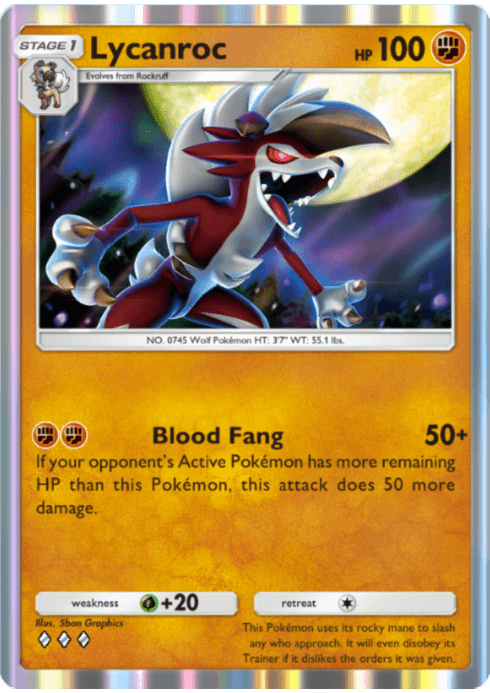 STAGE 1 Lycanroc HP 100
Evolves from Rockruff
NO. 0745 Wolf Pokémon HT: 3'7" WT: 55.1 lbs.
Blood Fang 50+
If your opponent's Active Pokémon has more remaining
HP than this Pokémon, this attack does 50 more
damage.
weakness +20 retreat
Illus. 5ban Graphics
This Pokémon uses its rocky mane to slash
any who approach. It will even disobey its
Trainer if it dislikes the orders it was given.